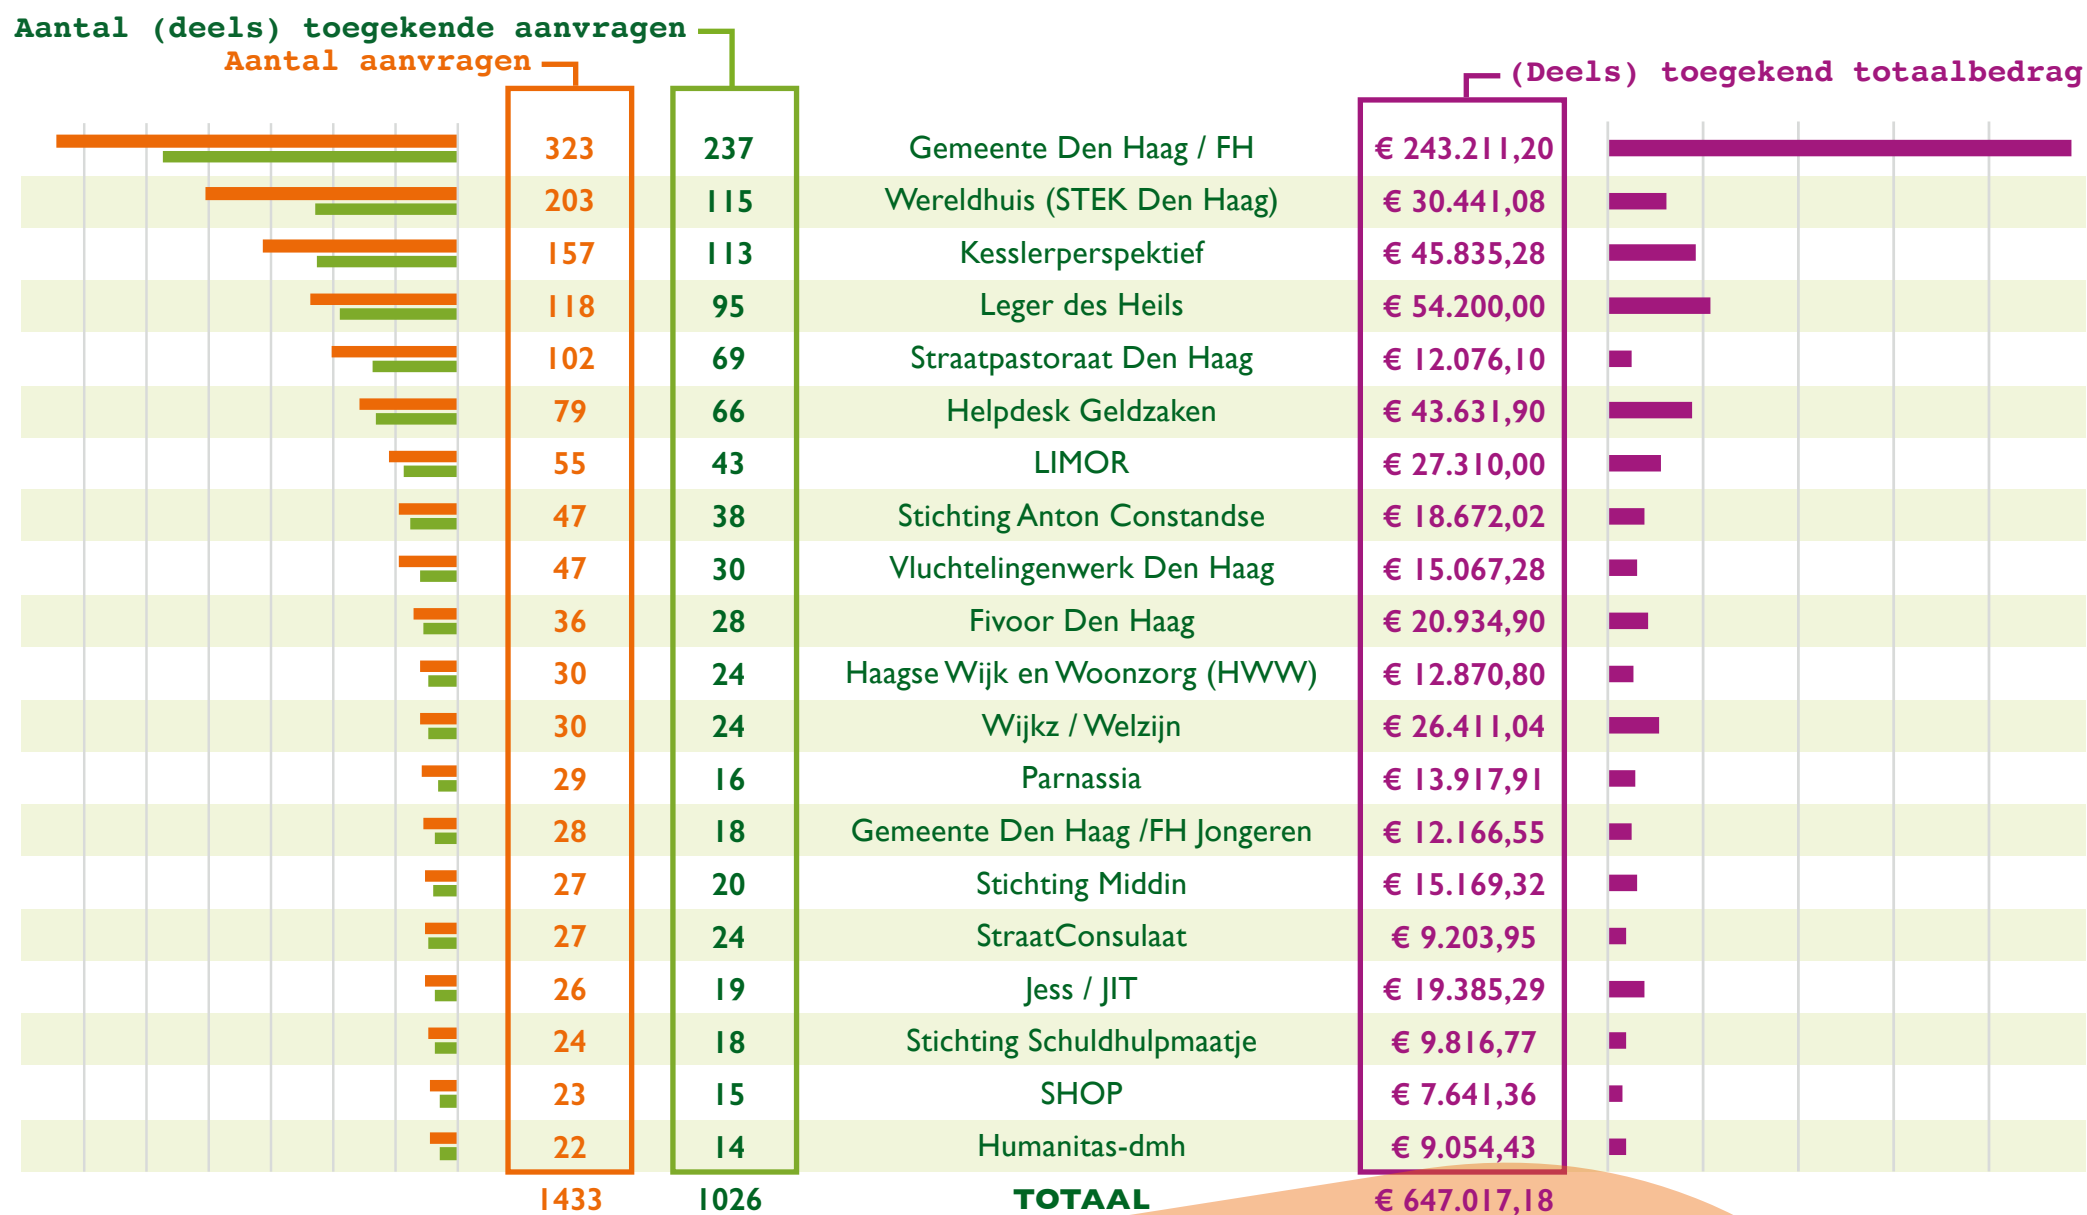 Aantal (deels) toegekende aanvragen
Aantal aanvragen
(Deels) toegekend totaalbedrag
323 237 Gemeente Den Haag / FH € 243.211,20
203 115 Wereldhuis (STEK Den Haag) € 30.441,08
157 113 Kesslerperspektief € 45.835,28
118 95 Leger des Heils € 54.200,00
102 69 Straatpastoraat Den Haag € 12.076,10
79 66 Helpdesk Geldzaken € 43.631,90
55 43 LIMOR € 27.310,00
47 38 Stichting Anton Constandse € 18.672,02
47 30 Vluchtelingenwerk Den Haag € 15.067,28
36 28 Fivoor Den Haag € 20.934,90
30 24 Haagse Wijk en Woonzorg (HWW) € 12.870,80
30 24 Wijkz / Welzijn € 26.411,04
29 16 Parnassia € 13.917,91
28 18 Gemeente Den Haag /FH Jongeren € 12.166,55
27 20 Stichting Middin € 15.169,32
27 24 StraatConsulaat € 9.203,95
26 19 Jess / JIT € 19.385,29
24 18 Stichting Schuldhulpmaatje € 9.816,77
23 15 SHOP € 7.641,36
22 14 Humanitas-dmh € 9.054,43
1433 1026 TOTAAL € 647.017,18